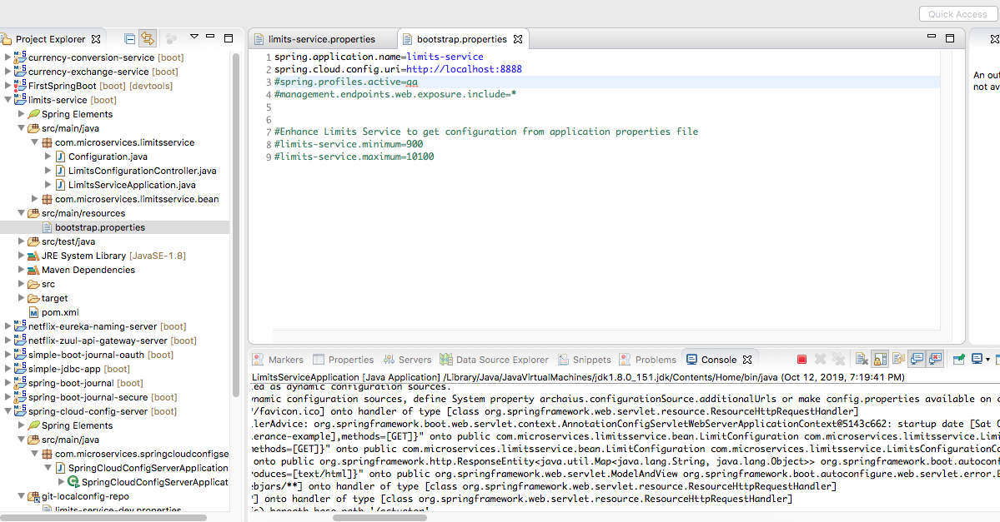 Quick Access
Project Explorer
currency-conversion-service [boot]
currency-exchange-service [boot]
FirstSpringBoot [boot] [devtools]
limits-service [boot]
Spring Elements
src/main/java
com.microservices.limitsservice
Configuration.java
LimitsConfigurationController.java
LimitsServiceApplication.java
com.microservices.limitsservice.bean
src/main/resources
bootstrap.properties
src/test/java
JRE System Library [JavaSE-1.8]
Maven Dependencies
src
target
pom.xml
netflix-eureka-naming-server [boot]
netflix-zuul-api-gateway-server [boot]
simple-boot-journal-oauth [boot]
simple-jdbc-app [boot]
spring-boot-journal [boot]
spring-boot-journal-secure [boot]
spring-cloud-config-server [boot]
Spring Elements
src/main/java
com.microservices.springcloudconfigse
SpringCloudConfigServerApplication
SpringCloudConfigServerApplicat
git-localconfig-repo
limits-service-dev.properties
limits-service.properties
bootstrap.properties
1 spring.application.name=limits-service
2 spring.cloud.config.uri=http://localhost:8888
3 #spring.profiles.active=qa
4 #management.endpoints.web.exposure.include=*
5
6
7 #Enhance Limits Service to get configuration from application properties file
8 #limits-service.minimum=900
9 #limits-service.maximum=10100
An out
not av
Markers Properties Servers Data Source Explorer Snippets Problems Console
LimitsServiceApplication [Java Application] /Library/Java/JavaVirtualMachines/jdk1.8.0_151.jdk/Contents/Home/bin/java (Oct 12, 2019, 7:19:41 PM)
led as dynamic configuration sources.
ynamic configuration sources, define System property archaius.configurationSource.additionalUrls or make config.properties available on c
*/favicon.ico] onto handler of type [class org.springframework.web.servlet.resource.ResourceHttpRequestHandler]
lerAdvice: org.springframework.boot.web.servlet.context.AnnotationConfigServletWebServerApplicationContext@5143c662: startup date [Sat O
lerance-example],methods=[GET]}" onto public com.microservices.limitsservice.bean.LimitConfiguration com.microservices.limitsservice.Lim
methods=[GET]}" onto public com.microservices.limitsservice.bean.LimitConfiguration com.microservices.limitsservice.LimitsConfigurationCo
onto public org.springframework.http.ResponseEntity<java.util.Map<java.lang.String, java.lang.Object>> org.springframework.boot.autoconf
oduces=[text/html]}" onto public org.springframework.web.servlet.ModelAndView org.springframework.boot.autoconfigure.web.servlet.error.B
ebjars/**] onto handler of type [class org.springframework.web.servlet.resource.ResourceHttpRequestHandler]
*] onto handler of type [class org.springframework.web.servlet.resource.ResourceHttpRequestHandler]
(s) beneath base path '/actuator'